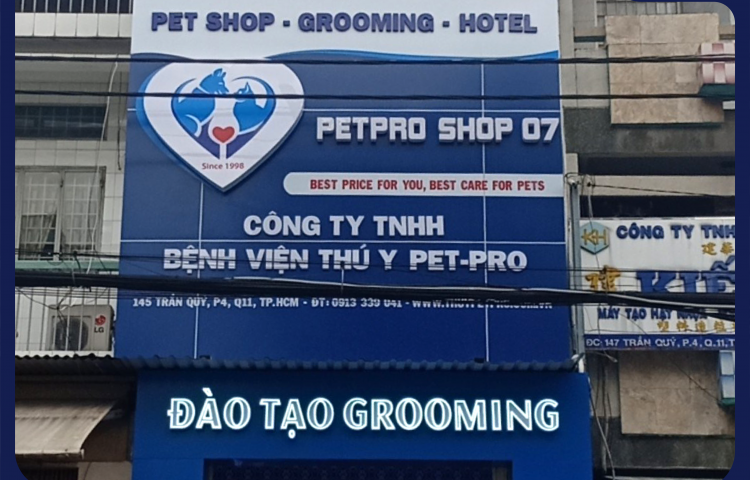 PET SHOP - GROOMING - HOTEL
Since 1998
PETPRO SHOP 07
BEST PRICE FOR YOU, BEST CARE FOR PETS
CÔNG TY TNHH
BỆNH VIỆN THÚ Y PET-PRO
145 TRẦN QUÝ, P4, Q11, TP.HCM - ĐT: 0913 339 041 -
ĐÀO TẠO GROOMING
KH
CÔNG TY TNHH
KIẾ
MÁY TẠO HẠT
ĐC: 147 TRẦN QUÝ, P.4, Q.11, T
LG